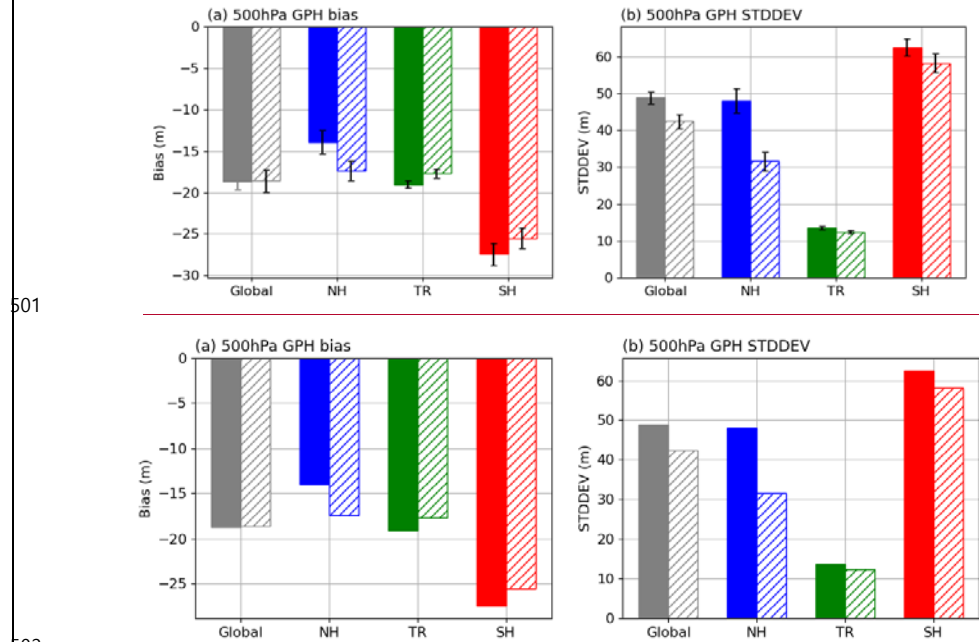 (a) 500hPa GPH bias
(b) 500hPa GPH STDDEV
0
−5
−10
−15
−20
−25
−30
Bias (m)
Global NH TR SH
60
50
40
30
20
10
0
STDDEV (m)
Global NH TR SH
501
(a) 500hPa GPH bias
(b) 500hPa GPH STDDEV
0
−5
−10
−15
−20
−25
Bias (m)
Global NH TR SH
60
50
40
30
20
10
0
STDDEV (m)
Global NH TR SH